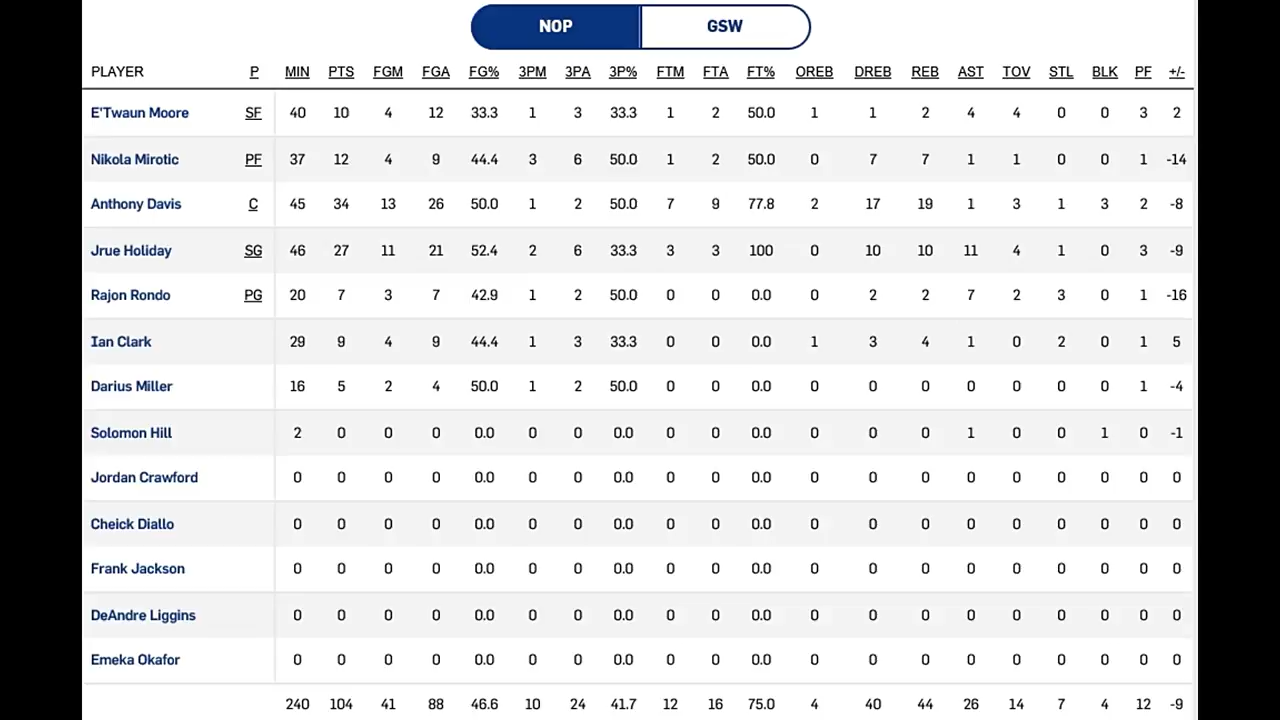 NOP GSW
PLAYER P MIN PTS FGM FGA FG% 3PM 3PA 3P% FTM FTA FT% OREB DREB REB AST TOV STL BLK PF +/-
E'Twaun Moore SF 40 10 4 12 33.3 1 3 33.3 1 2 50.0 1 1 2 4 4 0 0 3 2
Nikola Mirotic PF 37 12 4 9 44.4 3 6 50.0 1 2 50.0 0 7 7 1 1 0 0 1 -14
Anthony Davis C 45 34 13 26 50.0 1 2 50.0 7 9 77.8 2 17 19 1 3 1 3 2 -8
Jrue Holiday SG 46 27 11 21 52.4 2 6 33.3 3 3 100 0 10 10 11 4 1 0 3 -9
Rajon Rondo PG 20 7 3 7 42.9 1 2 50.0 0 0 0.0 0 2 2 7 2 3 0 1 -16
Ian Clark 29 9 4 9 44.4 1 3 33.3 0 0 0.0 1 3 4 1 0 2 0 1 5
Darius Miller 16 5 2 4 50.0 1 2 50.0 0 0 0.0 0 0 0 0 0 0 0 1 -4
Solomon Hill 2 0 0 0 0.0 0 0 0.0 0 0 0.0 0 0 0 1 0 0 1 0 -1
Jordan Crawford 0 0 0 0 0.0 0 0 0.0 0 0 0.0 0 0 0 0 0 0 0 0 0
Cheick Diallo 0 0 0 0 0.0 0 0 0.0 0 0 0.0 0 0 0 0 0 0 0 0 0
Frank Jackson 0 0 0 0 0.0 0 0 0.0 0 0 0.0 0 0 0 0 0 0 0 0 0
DeAndre Liggins 0 0 0 0 0.0 0 0 0.0 0 0 0.0 0 0 0 0 0 0 0 0 0
Emeka Okafor 0 0 0 0 0.0 0 0 0.0 0 0 0.0 0 0 0 0 0 0 0 0 0
240 104 41 88 46.6 10 24 41.7 12 16 75.0 4 40 44 26 14 7 4 12 -9